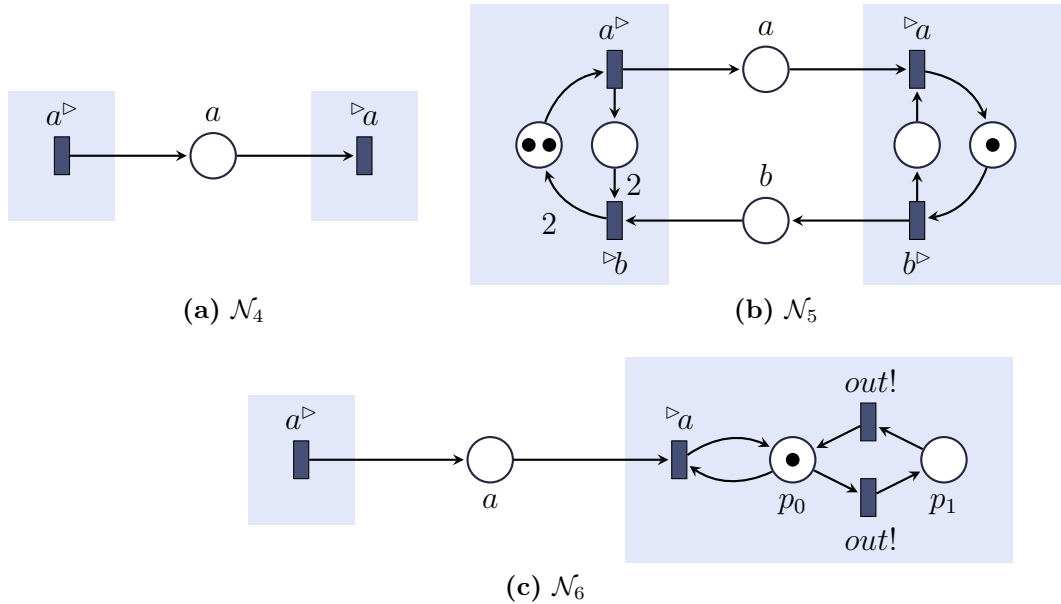 a▷ a ▷a
(a) 𝒩₄
a▷ a ▷a
2
2
b
▷b b▷
(b) 𝒩₅
a▷ ▷a out!
a p₀ p₁
out!
(c) 𝒩₆